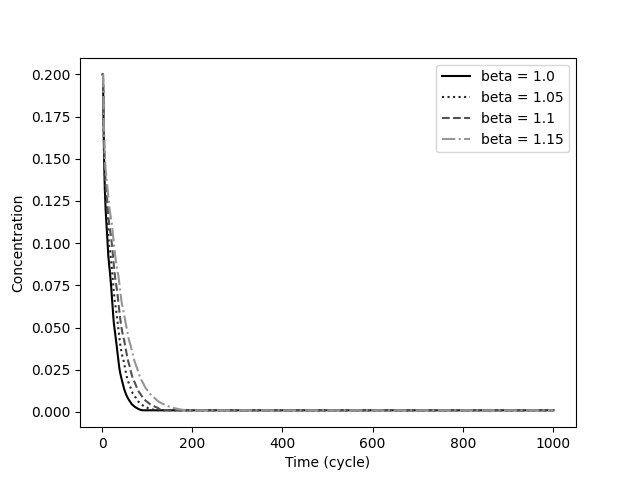 0.200
0.175
0.150
0.125
0.100
0.075
0.050
0.025
0.000
Concentration
0 200 400 600 800 1000
Time (cycle)
beta = 1.0
beta = 1.05
beta = 1.1
beta = 1.15